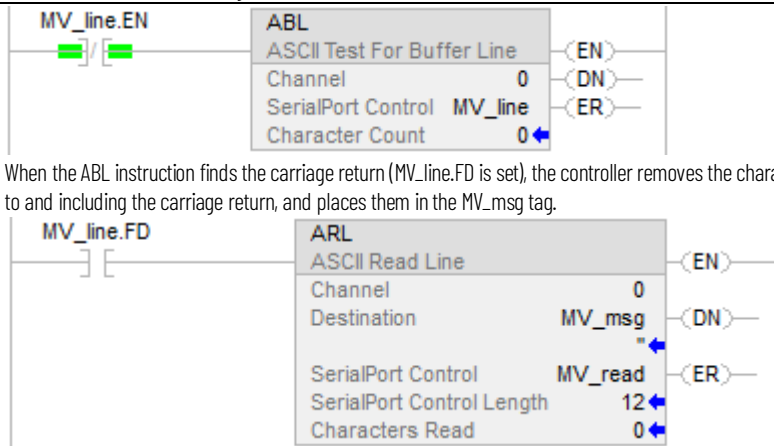 MV_line.EN
ABL
ASCII Test For Buffer Line
Channel 0
SerialPort Control MV_line
Character Count 0
(EN)
(DN)
(ER)
When the ABL instruction finds the carriage return (MV_line.FD is set), the controller removes the chara
to and including the carriage return, and places them in the MV_msg tag.
MV_line.FD
ARL
ASCII Read Line
Channel 0
Destination MV_msg
''
SerialPort Control MV_read
SerialPort Control Length 12
Characters Read 0
(EN)
(DN)
(ER)